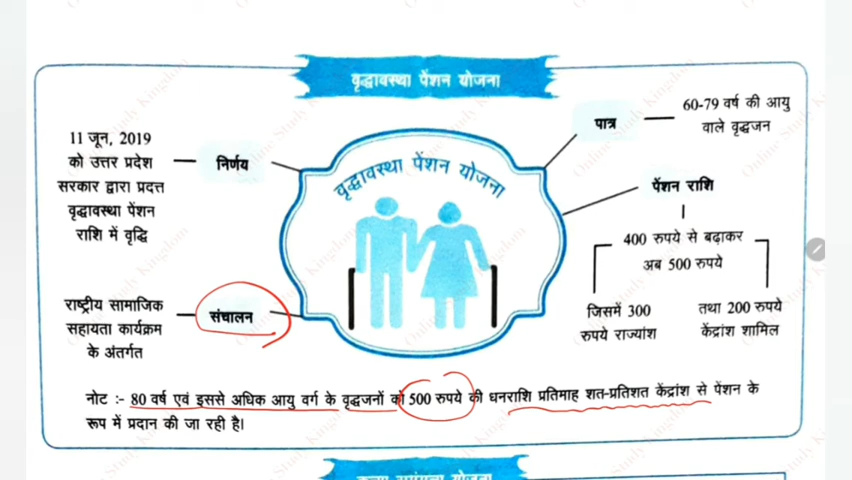 वृद्धावस्था पेंशन योजना
11 जून, 2019
को उत्तर प्रदेश
सरकार द्वारा प्रदत्त
वृद्धावस्था पेंशन
राशि में वृद्धि
निर्णय
राष्ट्रीय सामाजिक
सहायता कार्यक्रम
के अंतर्गत
संचालन
वृद्धावस्था पेंशन योजना
पात्र
60-79 वर्ष की आयु
वाले वृद्धजन
पेंशन राशि
400 रुपये से बढ़ाकर
अब 500 रुपये
जिसमें 300
रुपये राज्यांश
तथा 200 रुपये
केंद्रांश शामिल
नोट :- 80 वर्ष एवं इससे अधिक आयु वर्ग के वृद्धजनों को 500 रुपये की धनराशि प्रतिमाह शत-प्रतिशत केंद्रांश से पेंशन के
रूप में प्रदान की जा रही है।
Online Study Kingdom